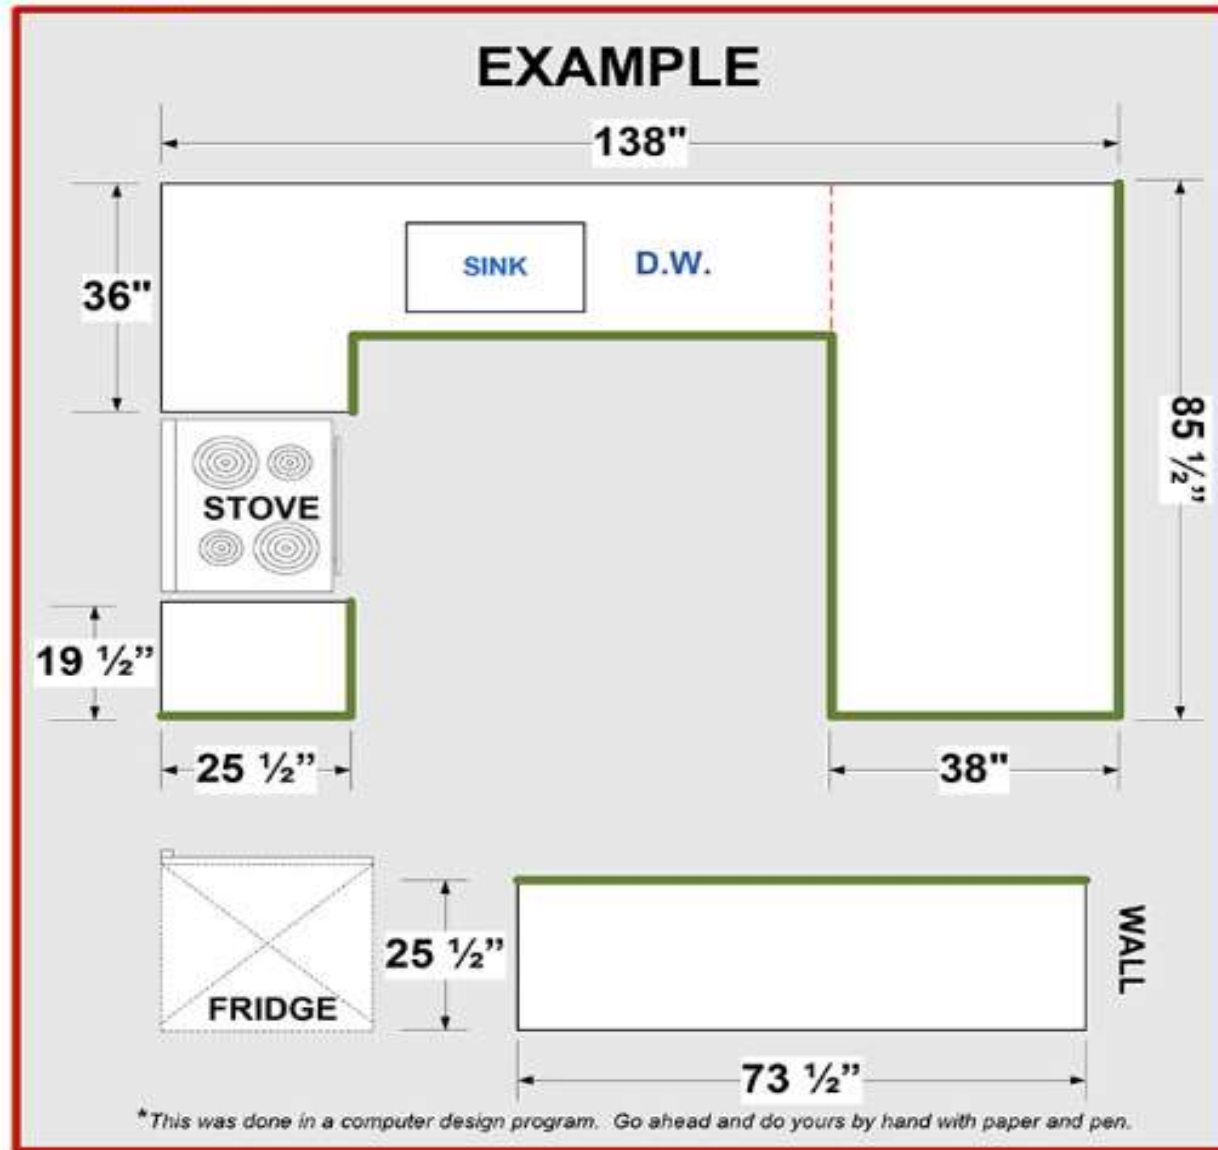 EXAMPLE
138"
36"
SINK
D.W.
85 ½”
STOVE
19 ½”
25 ½”
38"
25 ½”
WALL
FRIDGE
73 ½”
*This was done in a computer design program. Go ahead and do yours by hand with paper and pen.